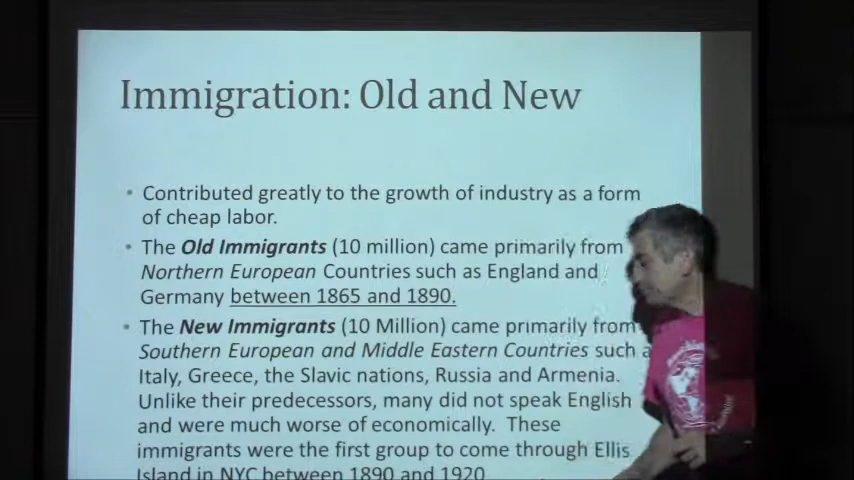 Immigration: Old and New
• Contributed greatly to the growth of industry as a form
of cheap labor.
• The Old Immigrants (10 million) came primarily from
Northern European Countries such as England and
Germany between 1865 and 1890.
• The New Immigrants (10 Million) came primarily from
Southern European and Middle Eastern Countries such
Italy, Greece, the Slavic nations, Russia and Armenia.
Unlike their predecessors, many did not speak English
and were much worse of economically. These
immigrants were the first group to come through Ellis
Island in NYC between 1890 and 1920